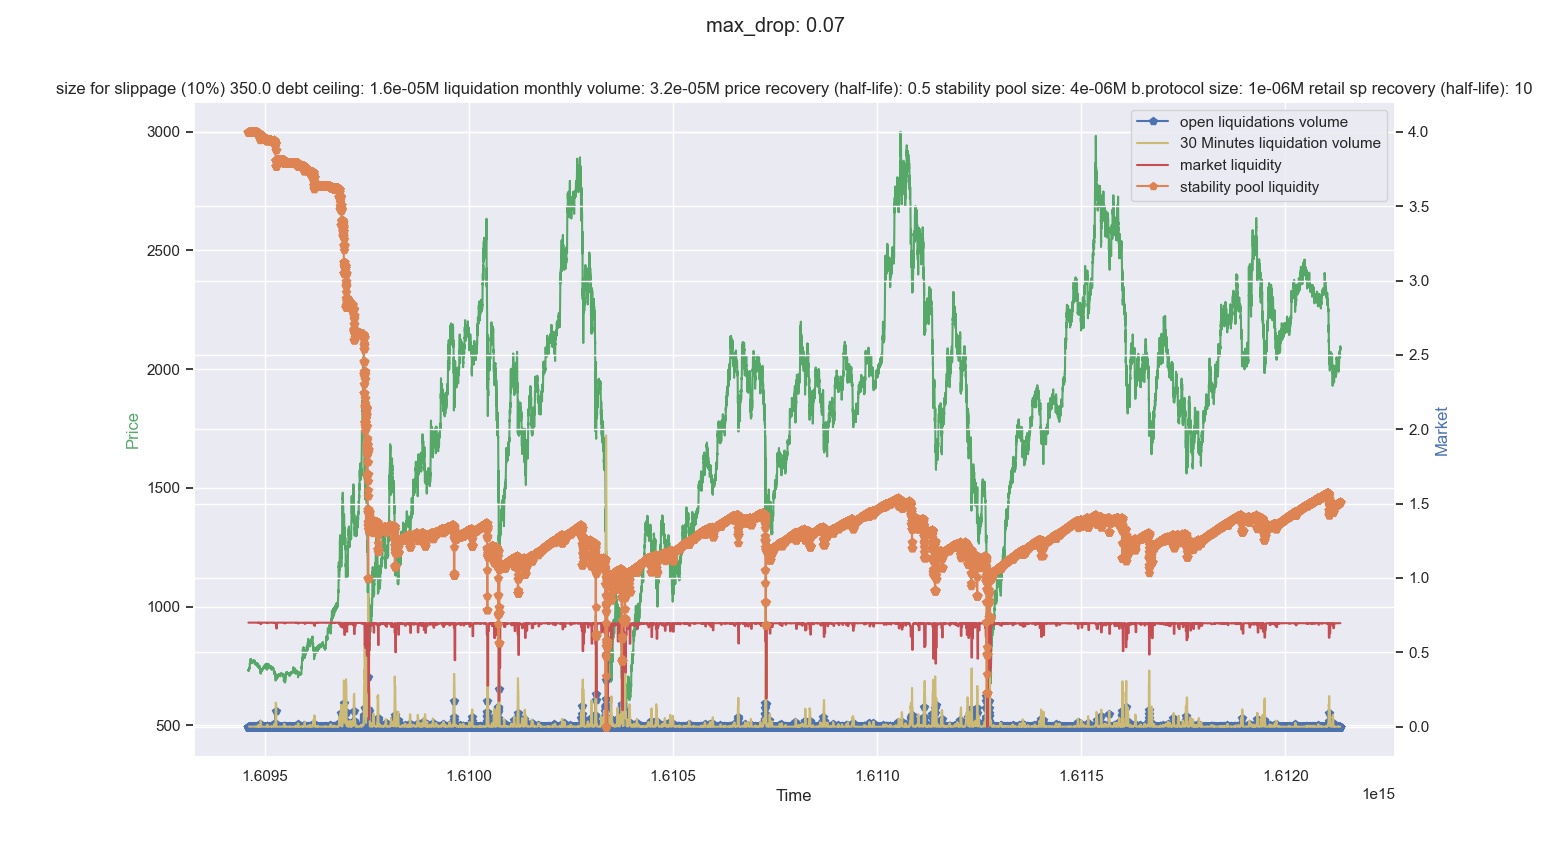 max_drop: 0.07
size for slippage (10%) 350.0 debt ceiling: 1.6e-05M liquidation monthly volume: 3.2e-05M price recovery (half-life): 0.5 stability pool size: 4e-06M b.protocol size: 1e-06M retail sp recovery (half-life): 10
open liquidations volume
30 Minutes liquidation volume
market liquidity
stability pool liquidity
3000
2500
2000
1500
1000
500
Price
4.0
3.5
3.0
2.5
2.0
1.5
1.0
0.5
0.0
Market
1.6095 1.6100 1.6105 1.6110 1.6115 1.6120
Time
1e15